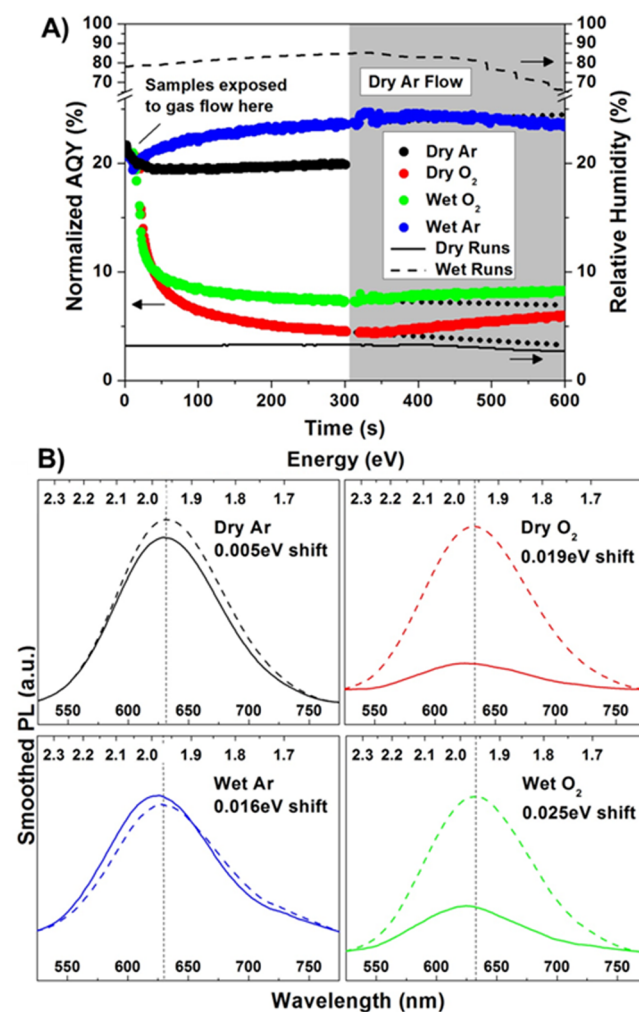 A)
Normalized AQY (%)
Relative Humidity (%)
100
90
80
70
20
10
0
100
90
80
70
20
10
0
Samples exposed
to gas flow here
Dry Ar Flow
Dry Ar
Dry O₂
Wet O₂
Wet Ar
Dry Runs
Wet Runs
0 100 200 300 400 500 600
Time (s)
B)
Energy (eV)
Smoothed PL (a.u.)
2.3 2.2 2.1 2.0 1.9 1.8 1.7
Dry Ar
0.005eV shift
550 600 650 700 750
2.3 2.2 2.1 2.0 1.9 1.8 1.7
Dry O₂
0.019eV shift
550 600 650 700 750
2.3 2.2 2.1 2.0 1.9 1.8 1.7
Wet Ar
0.016eV shift
550 600 650 700 750
2.3 2.2 2.1 2.0 1.9 1.8 1.7
Wet O₂
0.025eV shift
550 600 650 700 750
Wavelength (nm)